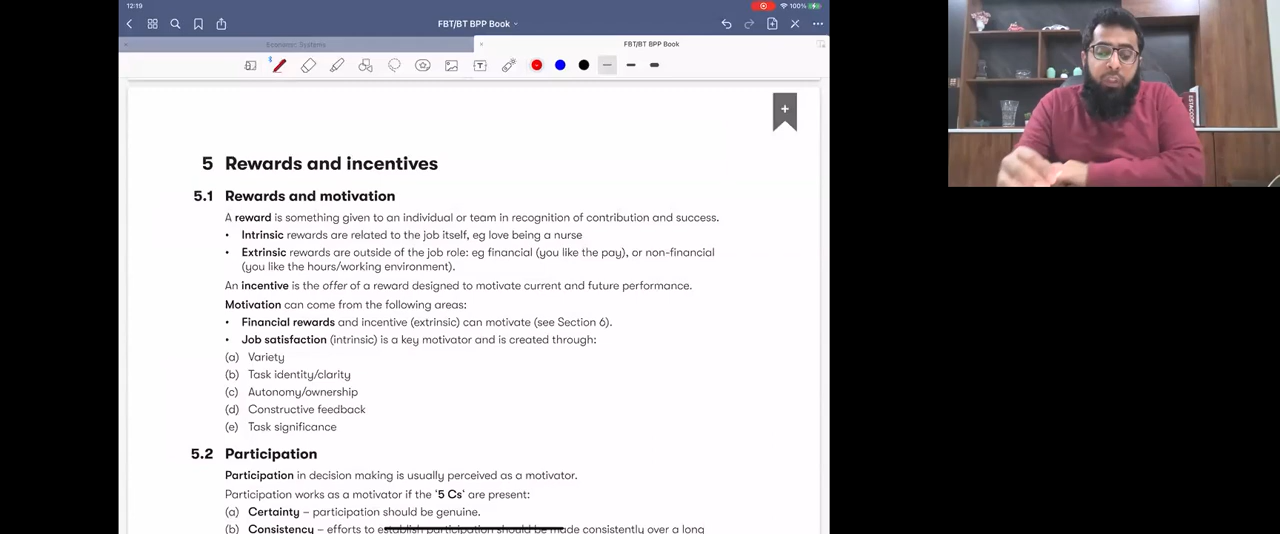 12:19
100%
FBT/BT BPP Book
Economic Systems
FBT/BT BPP Book
5 Rewards and incentives
5.1 Rewards and motivation
A reward is something given to an individual or team in recognition of contribution and success.
• Intrinsic rewards are related to the job itself, eg love being a nurse
• Extrinsic rewards are outside of the job role: eg financial (you like the pay), or non-financial
(you like the hours/working environment).
An incentive is the offer of a reward designed to motivate current and future performance.
Motivation can come from the following areas:
• Financial rewards and incentive (extrinsic) can motivate (see Section 6).
• Job satisfaction (intrinsic) is a key motivator and is created through:
(a) Variety
(b) Task identity/clarity
(c) Autonomy/ownership
(d) Constructive feedback
(e) Task significance
5.2 Participation
Participation in decision making is usually perceived as a motivator.
Participation works as a motivator if the '5 Cs' are present:
(a) Certainty – participation should be genuine.
(b) Consistency – efforts to establish participation should be made consistently over a long